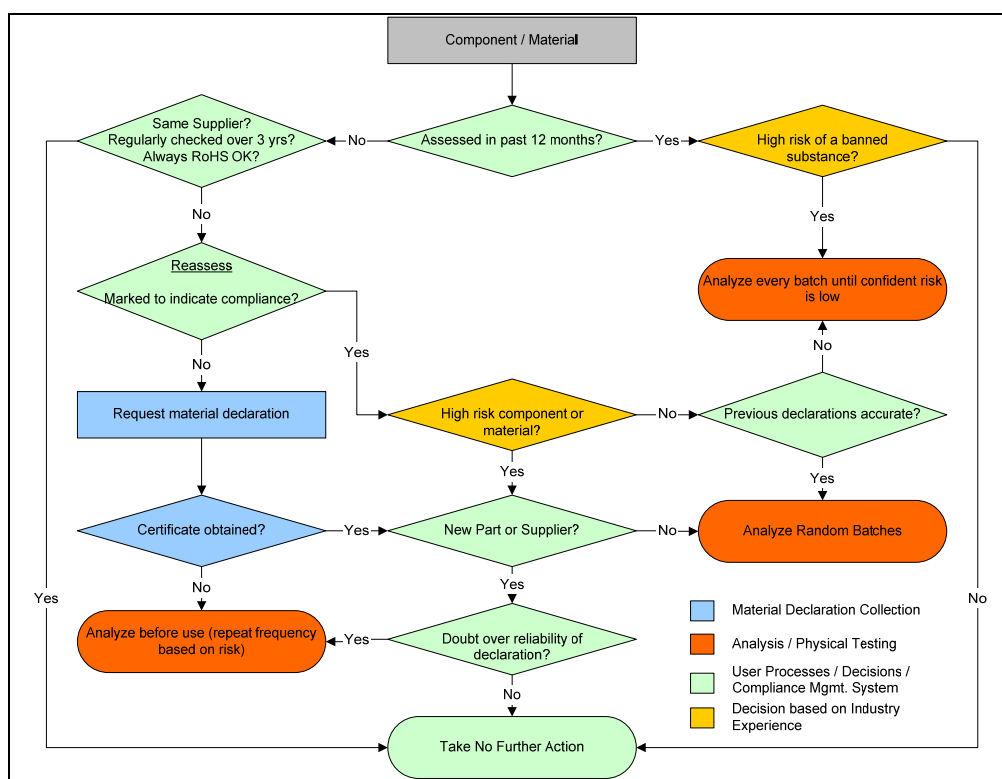 Component / Material
Same Supplier?
Regularly checked over 3 yrs?
Always RoHS OK?
No
Assessed in past 12 months?
Yes
High risk of a banned
substance?
No
Yes
Reassess
Marked to indicate compliance?
Analyze every batch until confident risk
is low
Yes
No
No
Request material declaration
High risk component or
material?
No
Previous declarations accurate?
Yes
Yes
Certificate obtained?
Yes
New Part or Supplier?
No
Analyze Random Batches
Yes
No
Yes
No
Analyze before use (repeat frequency
based on risk)
Yes
Doubt over reliability of
declaration?
No
Material Declaration Collection
Analysis / Physical Testing
User Processes / Decisions /
Compliance Mgmt. System
Decision based on Industry
Experience
Take No Further Action